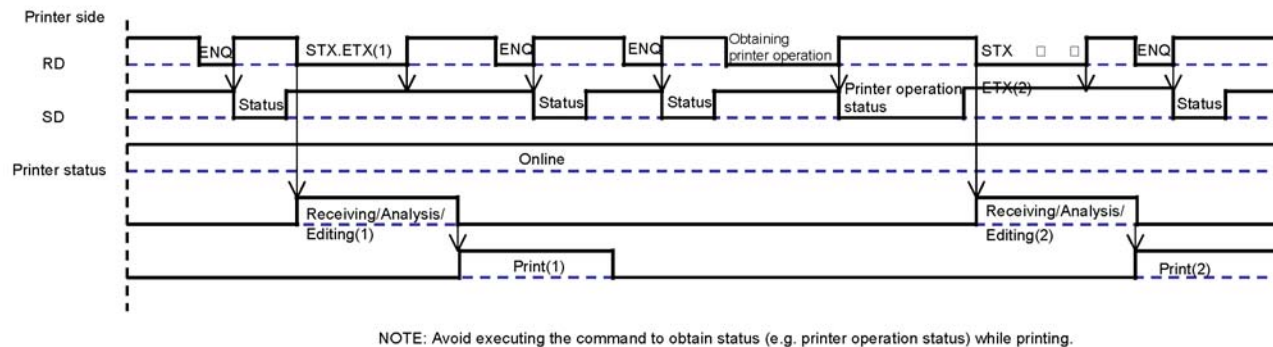 Printer side
RD
ENQ
STX.ETX(1)
ENQ
ENQ
Obtaining
printer operation
STX □ □
ETX(2)
ENQ
SD
Status
Status
Status
Printer operation
status
Status
Printer status
Online
Receiving/Analysis/
Editing(1)
Receiving/Analysis/
Editing(2)
Print(1)
Print(2)
NOTE: Avoid executing the command to obtain status (e.g. printer operation status) while printing.